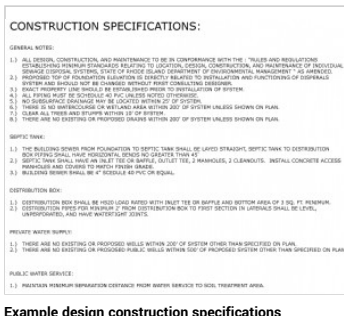 CONSTRUCTION SPECIFICATIONS:
GENERAL NOTES:
1.) ALL DESIGN, CONSTRUCTION, AND MAINTENANCE TO BE IN CONFORMANCE WITH THE : "RULES AND REGULATIONS
ESTABLISHING MINIMUM STANDARDS RELATING TO LOCATION, DESIGN, CONSTRUCTION, AND MAINTENANCE OF INDIVIDUAL
SEWAGE DISPOSAL SYSTEMS, STATE OF RHODE ISLAND DEPARTMENT OF ENVIRONMENTAL MANAGEMENT " AS AMENDED.
2.) PROPOSED TOP OF FOUNDATION ELEVATION IS DIRECTLY RELATED TO INSTALLATION AND FUNCTIONING OF DISPERSALS
SYSTEM AND SHOULD NOT BE CHANGED WITHOUT FIRST CONSULTING DESIGNER.
3.) EXACT PROPERTY LINE SHOULD BE ESTABLISHED PRIOR TO INSTALLATION OF SYSTEM.
4.) ALL PIPING MUST BE SCHEDULE 40 PVC UNLESS NOTED OTHERWISE.
5.) NO SUBSURFACE DRAINAGE MAY BE LOCATED WITHIN 25' OF SYSTEM.
6.) THERE IS NO WATERCOURSE OR WETLAND AREA WITHIN 200' OF SYSTEM UNLESS SHOWN ON PLAN.
7.) CLEAR ALL TREES AND STUMPS WITHIN 10' OF SYSTEM.
8.) THERE ARE NO EXISTING OR PROPOSED DRAINS WITHIN 200' OF SYSTEM UNLESS SHOWN ON PLAN.
SEPTIC TANK:
1.) THE BUILDING SEWER FROM FOUNDATION TO SEPTIC TANK SHALL BE LAYED STRAIGHT, SEPTIC TANK TO DISTRIBUTION
BOX PIPING SHALL HAVE HORIZONTAL BENDS NO GREATER THAN 45°
2.) SEPTIC TANK SHALL HAVE AN INLET TEE OR BAFFLE, OUTLET TEE, 2 MANHOLES, 2 CLEANOUTS. INSTALL CONCRETE ACCESS
MANHOLES AND COVERS TO MATCH FINISH GRADE.
3.) BUILDING SEWER SHALL BE 4" SCEDULE 40 PVC OR EQUAL.
DISTRIBUTION BOX:
1.) DISTRIBUTION BOX SHALL BE HS20 LOAD RATED WITH INLET TEE OR BAFFLE AND BOTTOM AREA OF 3 SQ. FT. MINIMUM.
2.) DISTRIBUTION PIPES FOR MINIMUM 2' FROM DISTRIBUTION BOX TO FIRST SECTION IN LATERALS SHALL BE LEVEL,
UNPERFORATED, AND HAVE WATERTIGHT JOINTS.
PRIVATE WATER SUPPLY:
1.) THERE ARE NO EXISTING OR PROPOSED WELLS WITHIN 200' OF SYSTEM OTHER THAN SPECIFIED ON PLAN.
2.) THERE ARE NO EXISTING OR PROSOSED PUBLIC WELLS WITHIN 500' OF PROPOSED SYSTEM OTHER THAN SPECIFIED ON PLAN.
PUBLIC WATER SERVICE:
1.) MAINTAIN MINIMUM SEPARATION DISTANCE FROM WATER SERVICE TO SOIL TREATMENT AREA.
Example design construction specifications